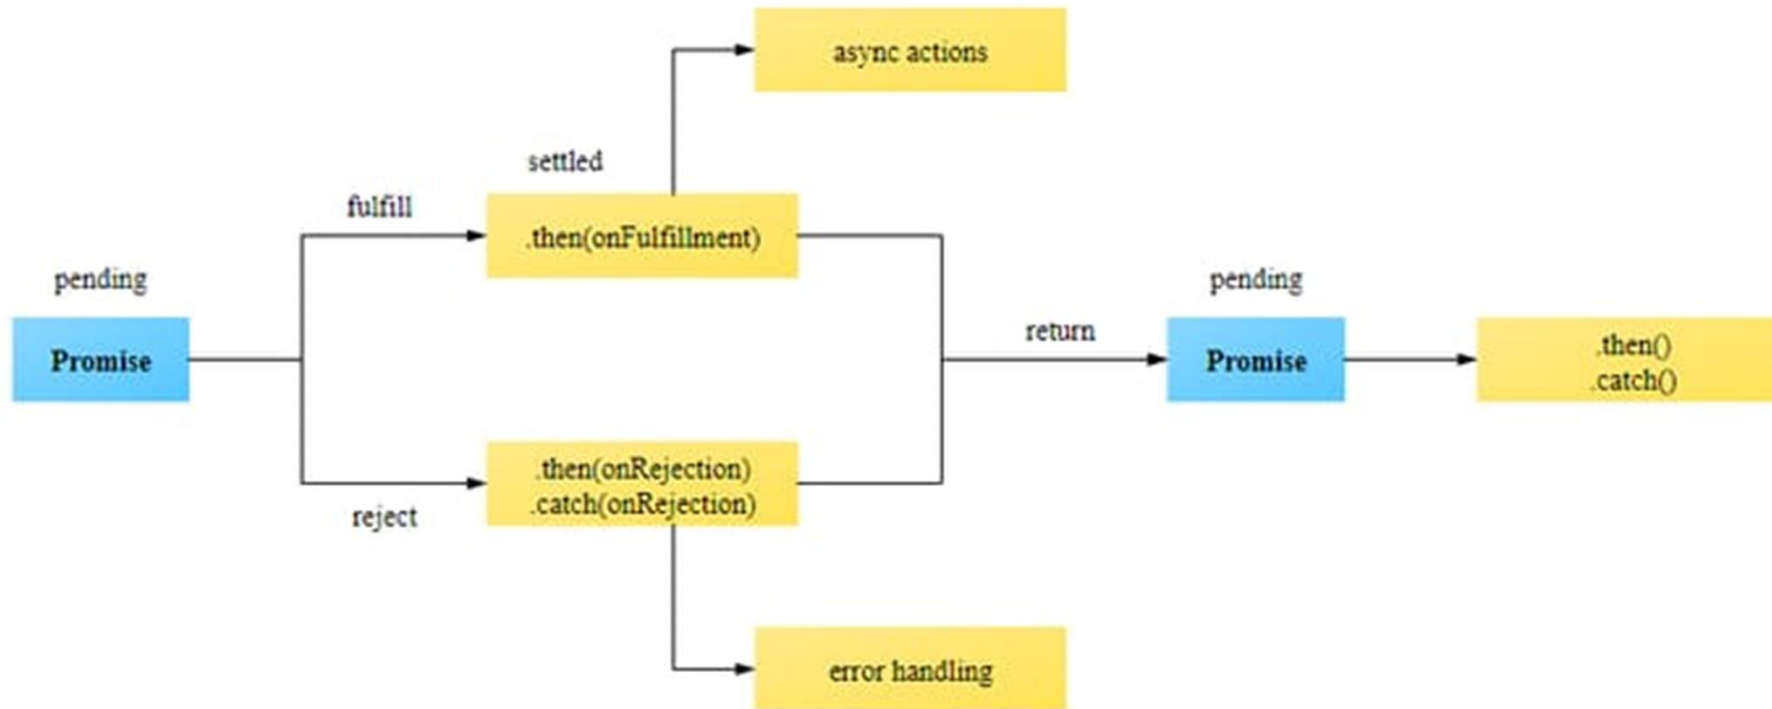 async actions
settled
fulfill
.then(onFulfillment)
pending
Promise
pending
return
Promise
.then()
.catch()
.then(onRejection)
.catch(onRejection)
reject
error handling